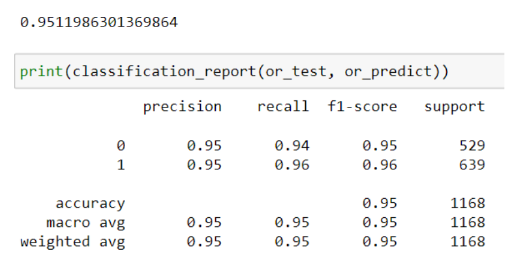 0.9511986301369864
print(classification_report(or_test, or_predict))
precision recall f1-score support
0 0.95 0.94 0.95 529
1 0.95 0.96 0.96 639
accuracy 0.95 1168
macro avg 0.95 0.95 0.95 1168
weighted avg 0.95 0.95 0.95 1168